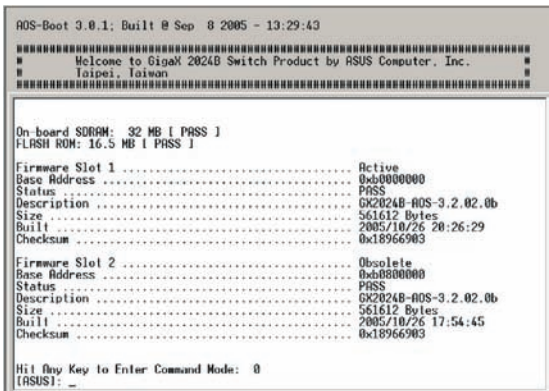 AOS-Boot 3.0.1; Built @ Sep  8 2005 - 13:29:43
##########################################################################
#        Welcome to GigaX 2024B Switch Product by ASUS Computer, Inc.        #
#        Taipei, Taiwan                                                      #
##########################################################################
On-board SDRAM:  32 MB [ PASS ]
FLASH ROM: 16.5 MB [ PASS ]
Firmware Slot 1 ................................. Active
Base Address .................................... 0xb0000000
Status .......................................... PASS
Description ..................................... GX2024B-AOS-3.2.02.0b
Size ............................................ 561612 Bytes
Built ........................................... 2005/10/26 20:26:29
Checksum ........................................ 0x18966903
Firmware Slot 2 ................................. Obsolete
Base Address .................................... 0xb0800000
Status .......................................... PASS
Description ..................................... GX2024B-AOS-3.2.02.0b
Size ............................................ 561612 Bytes
Built ........................................... 2005/10/26 17:54:45
Checksum ........................................ 0x18966903
Hit Any Key to Enter Command Mode:  0
[ASUS]: _